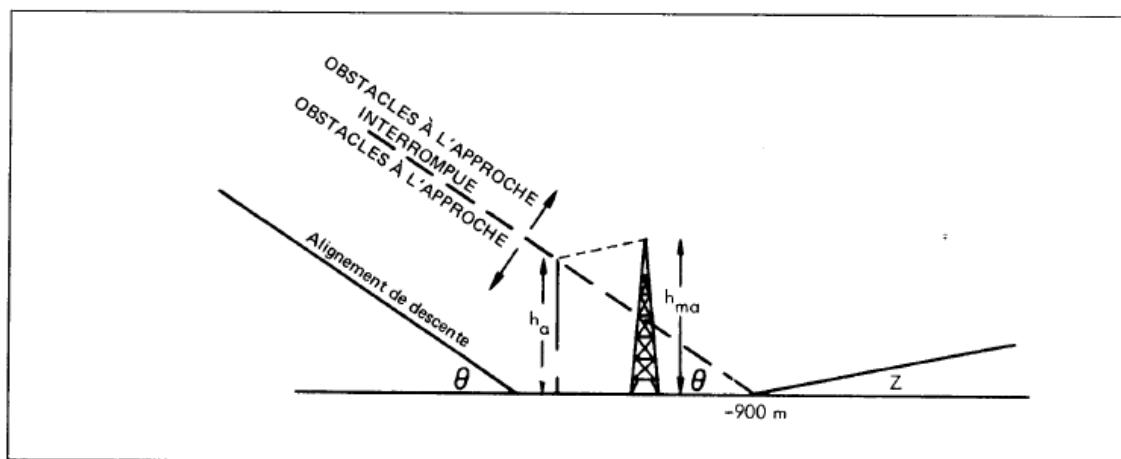 OBSTACLES À L'APPROCHE
INTERROMPUE
OBSTACLES À L'APPROCHE
Alignement de descente
h_a
h_ma
θ
θ
Z
-900 m